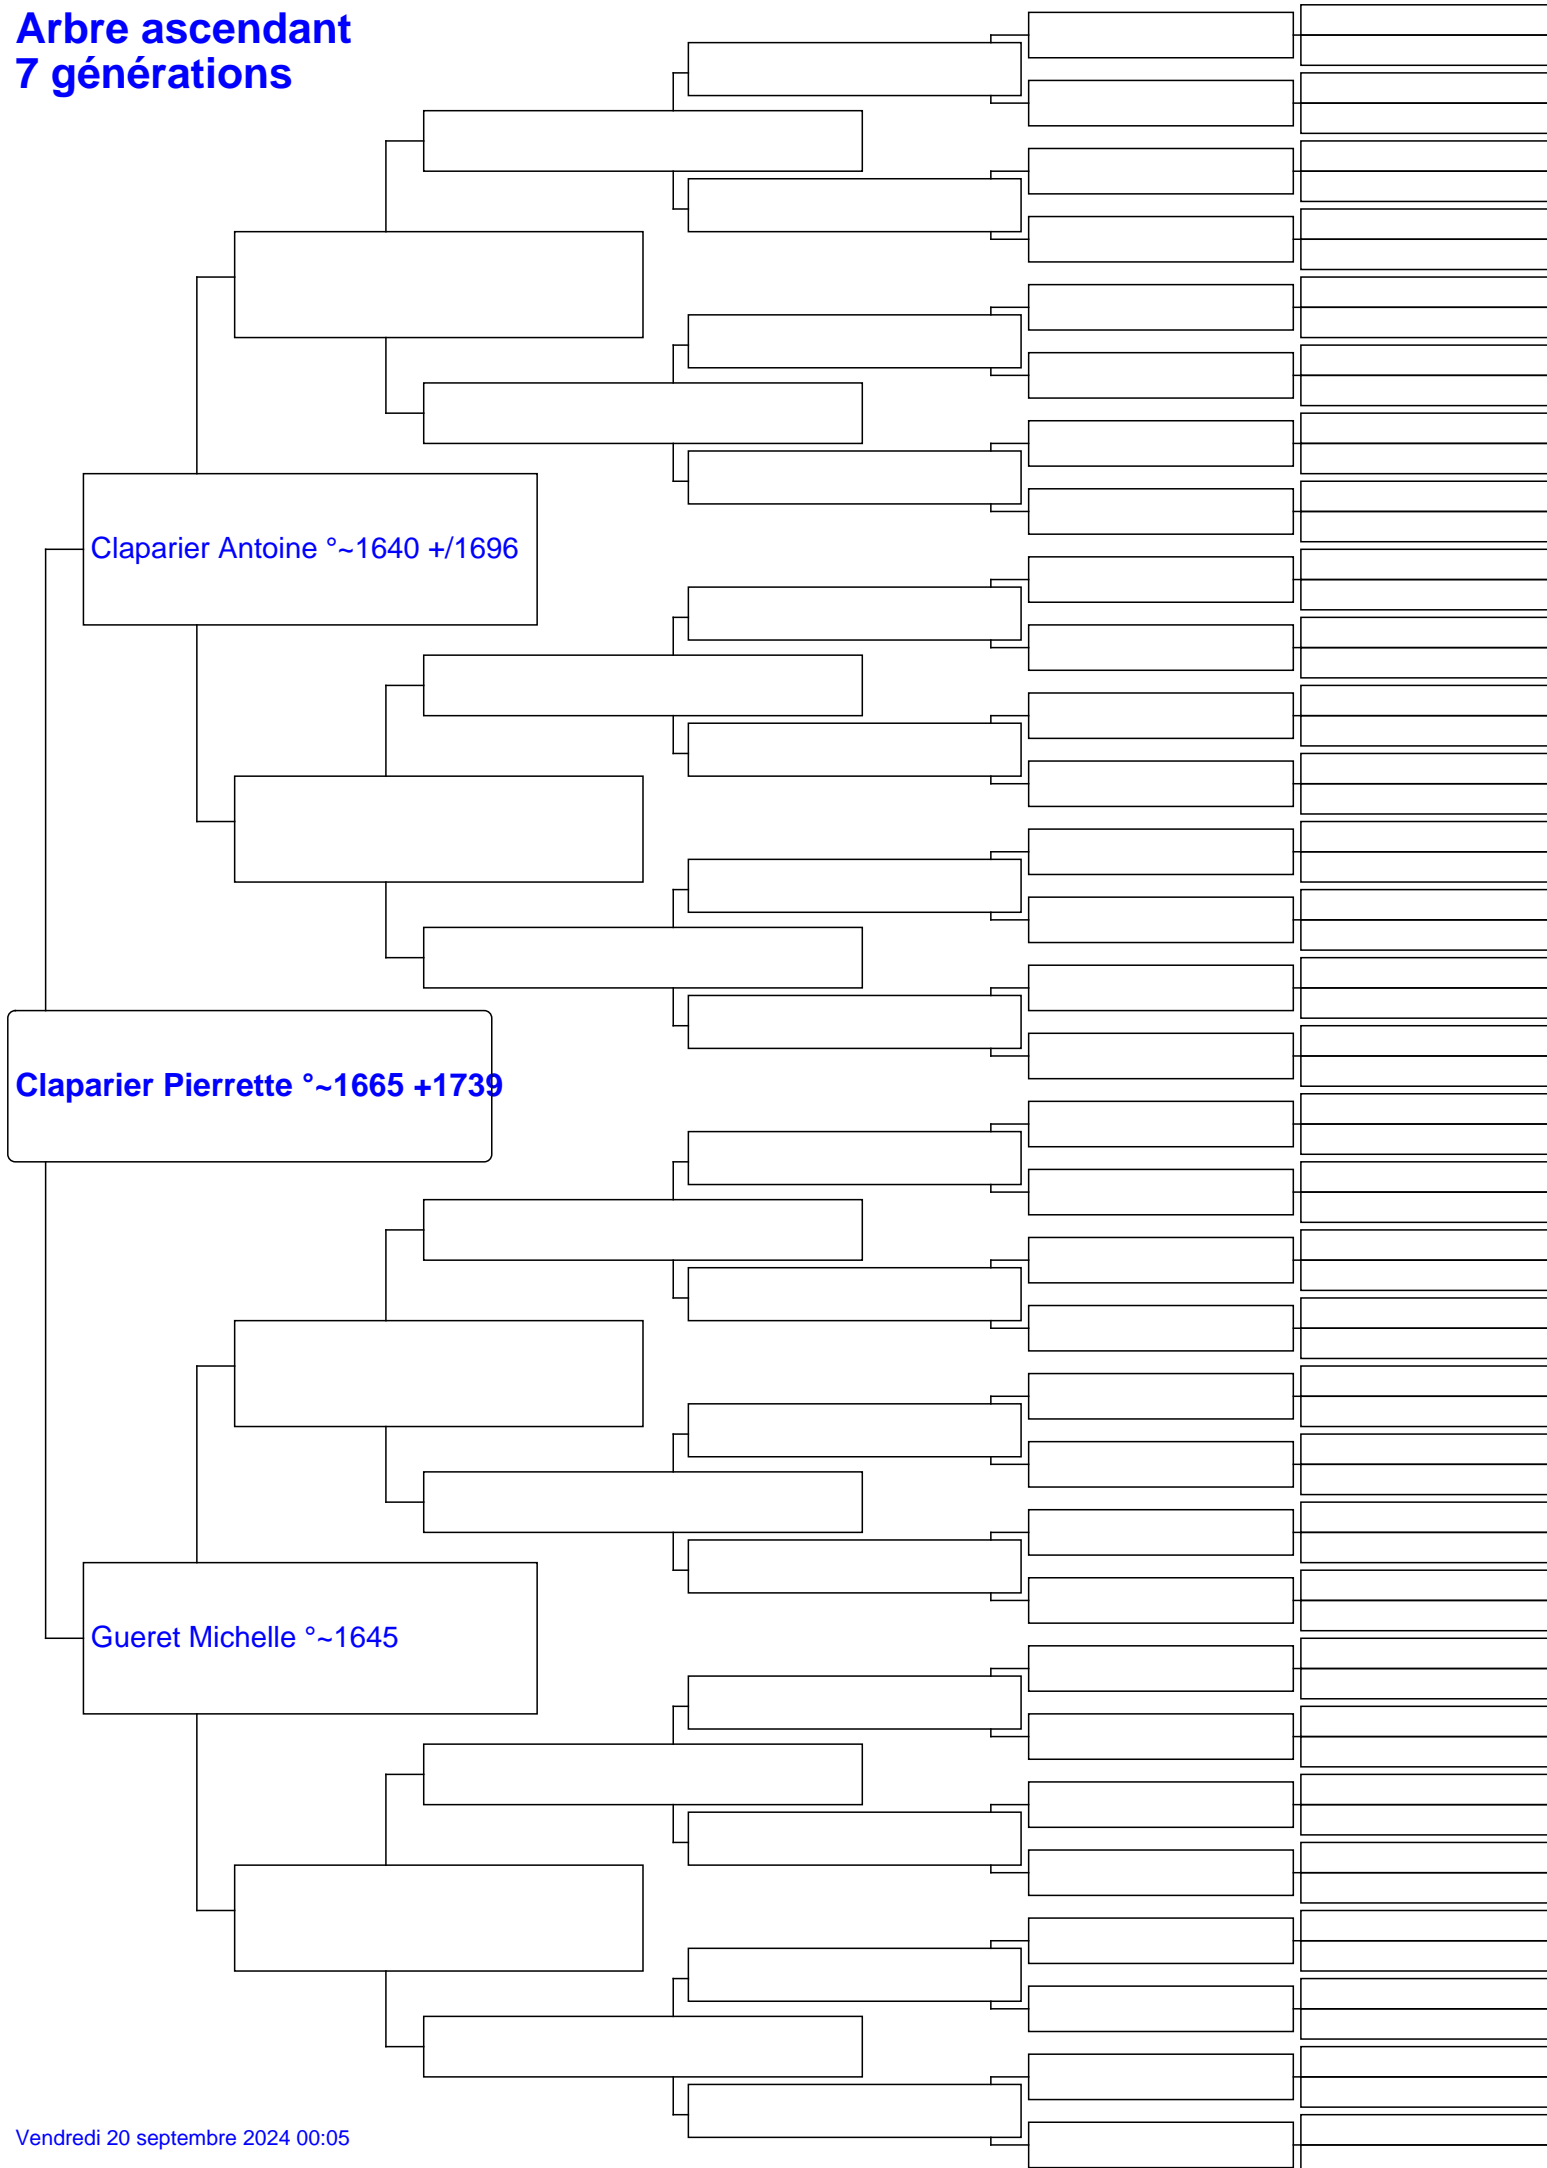 Arbre ascendant
7 générations
Claparier Antoine °~1640 +/1696
Claparier Pierrette °~1665 +1739
Gueret Michelle °~1645
Vendredi 20 septembre 2024 00:05